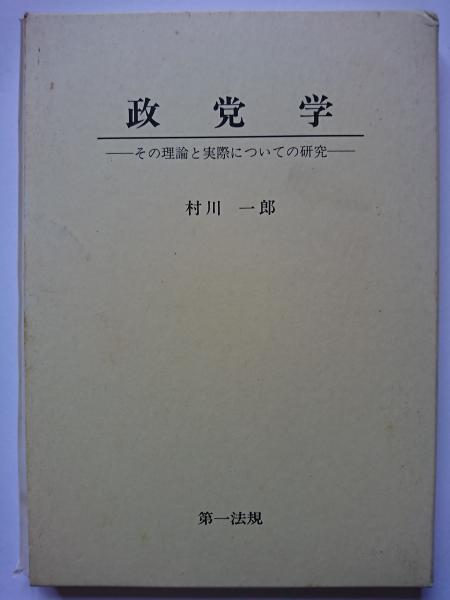 政党学
——その理論と実際についての研究——
村川 一郎
第一法規